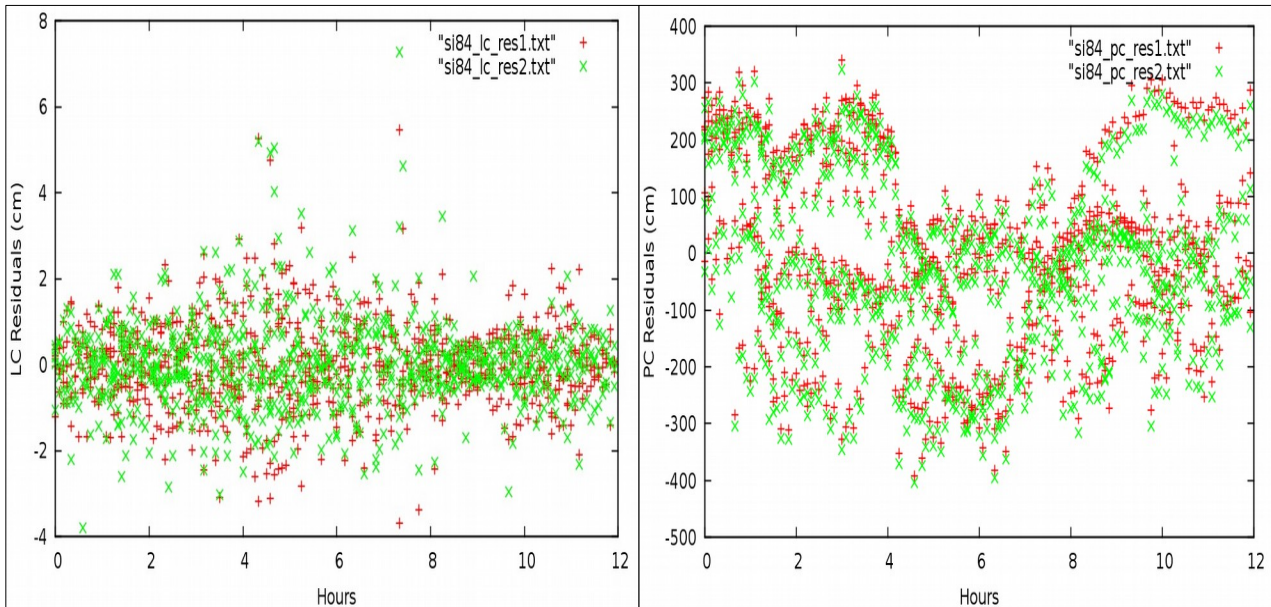 8
6
4
2
0
-2
-4
0 2 4 6 8 10 12
LC Residuals (cm)
Hours
"si84_lc_res1.txt"
"si84_lc_res2.txt"
400
300
200
100
0
-100
-200
-300
-400
-500
0 2 4 6 8 10 12
PC Residuals (cm)
Hours
"si84_pc_res1.txt"
"si84_pc_res2.txt"